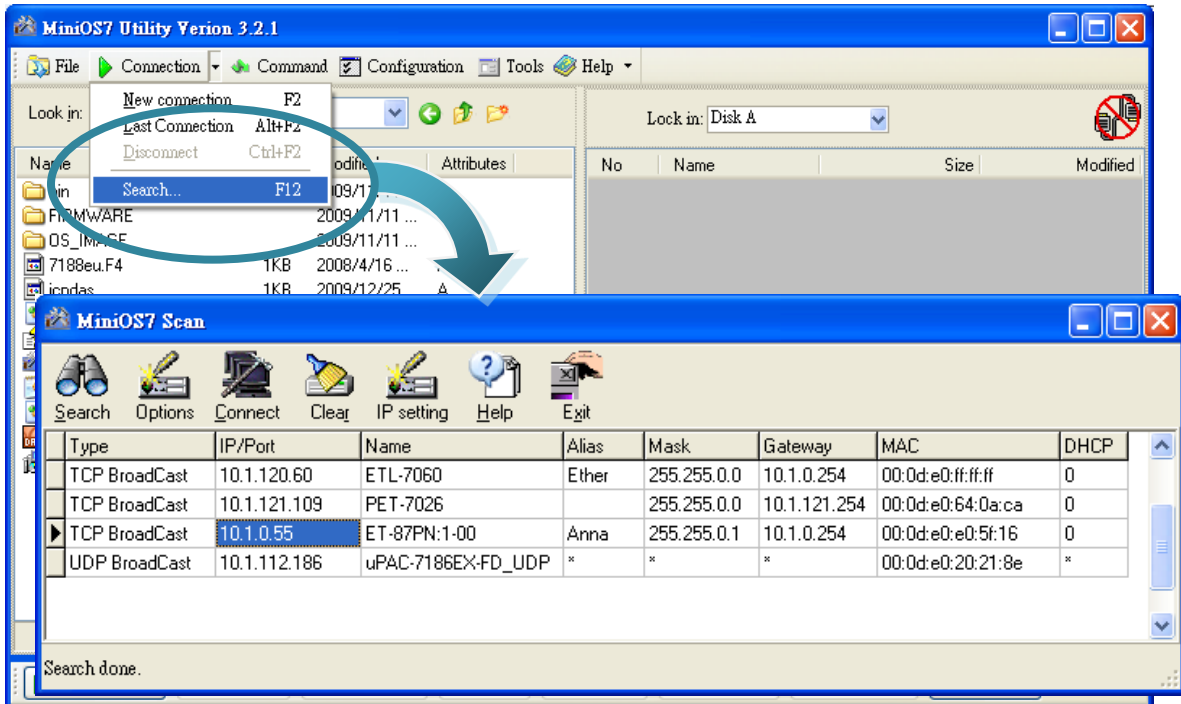 MiniOS7 Utility Verion 3.2.1
File Connection Command Configuration Tools Help
New connection F2
Last Connection Alt+F2
Disconnect Ctrl+F2
Search... F12
Look in:
Lock in: Disk A
Attributes
No Name Size Modified
FIRMWARE 2009/11/11 ...
OS_IMAGE 2009/11/11 ...
7188eu.F4 1KB 2008/4/16 ...
icpdas 1KB 2009/12/25 A
MiniOS7 Scan
Search Options Connect Clear IP setting Help Exit
Type IP/Port Name Alias Mask Gateway MAC DHCP
TCP BroadCast 10.1.120.60 ETL-7060 Ether 255.255.0.0 10.1.0.254 00:0d:e0:ff:ff:ff 0
TCP BroadCast 10.1.121.109 PET-7026 255.255.0.0 10.1.121.254 00:0d:e0:64:0a:ca 0
TCP BroadCast 10.1.0.55 ET-87PN:1-00 Anna 255.255.0.1 10.1.0.254 00:0d:e0:e0:5f:16 0
UDP BroadCast 10.1.112.186 uPAC-7186EX-FD_UDP * * * 00:0d:e0:20:21:8e *
Search done.